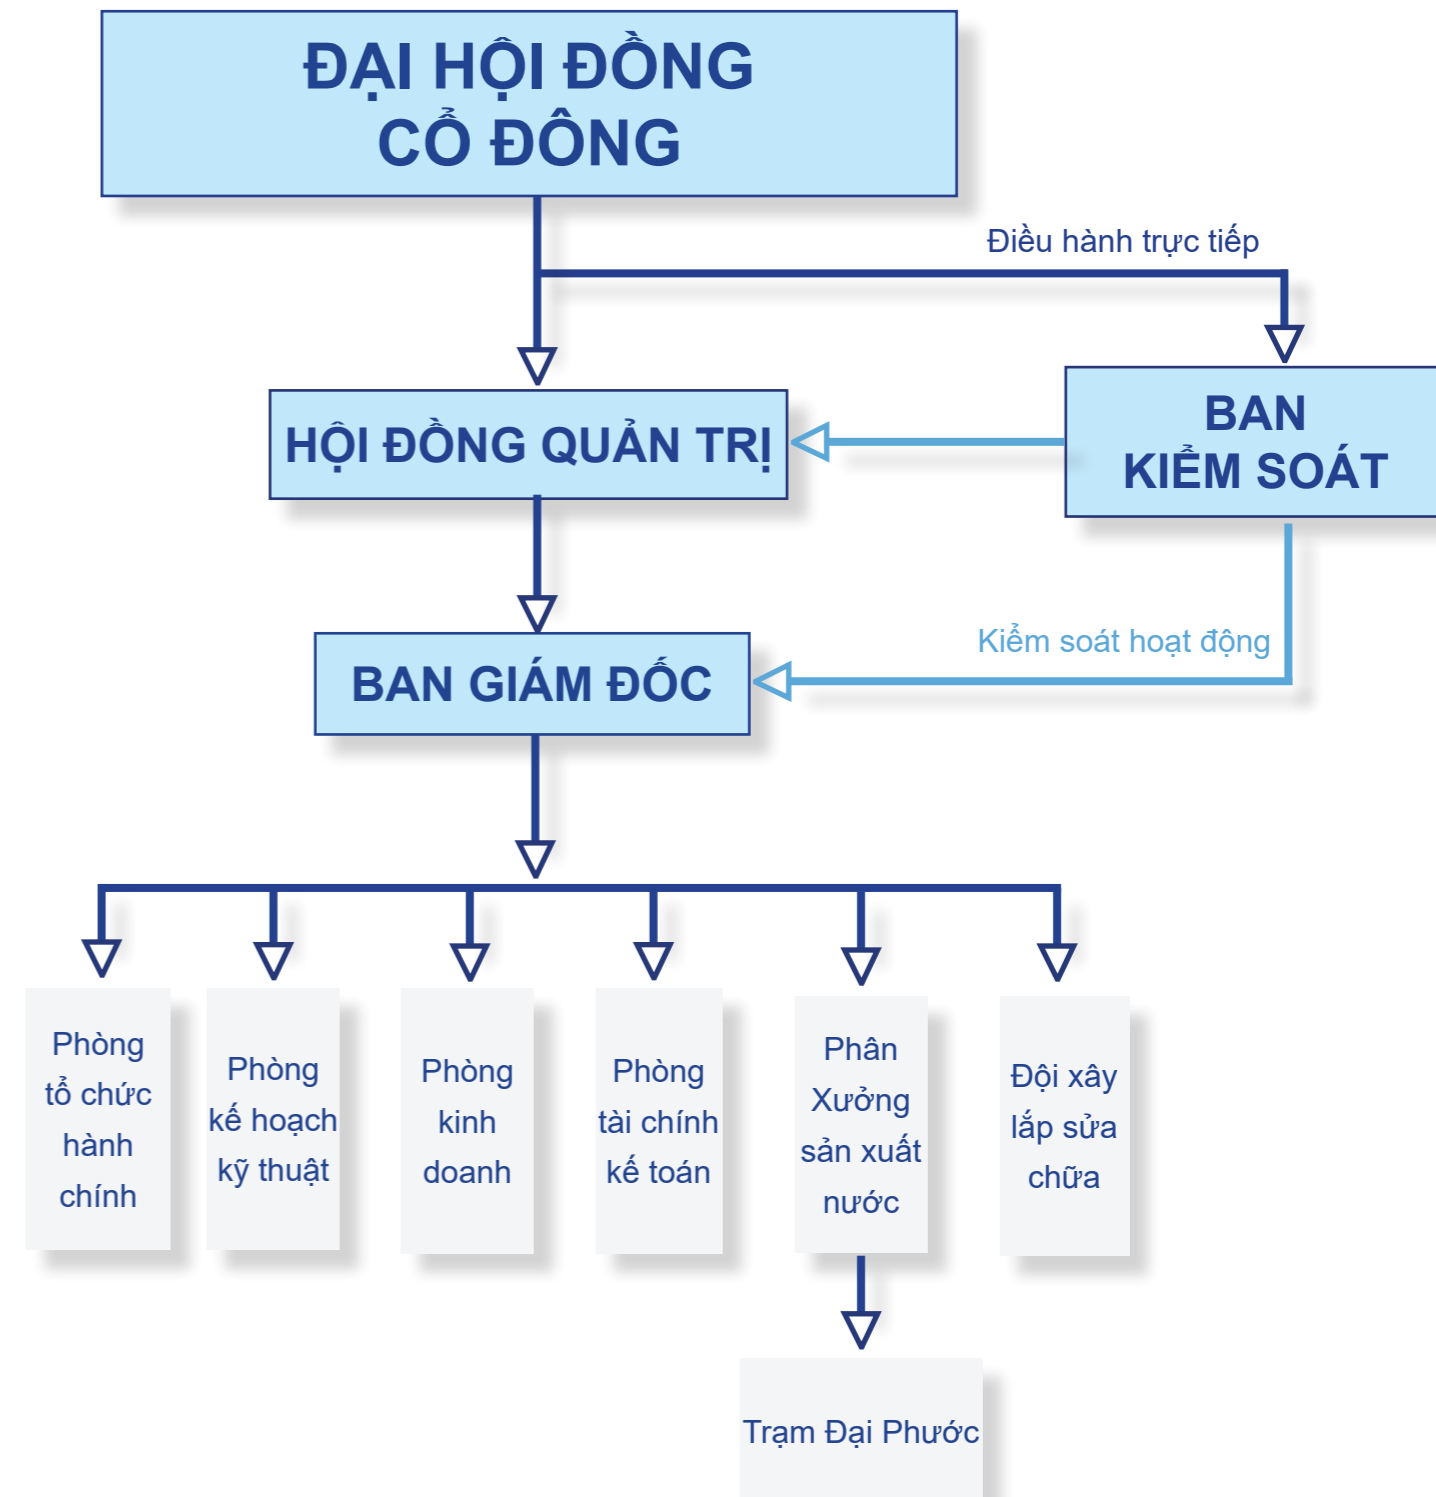 ĐẠI HỘI ĐỒNG
CỔ ĐÔNG
Điều hành trực tiếp
HỘI ĐỒNG QUẢN TRỊ
BAN
KIỂM SOÁT
Kiểm soát hoạt động
BAN GIÁM ĐỐC
Phòng
tổ chức
hành
chính
Phòng
kế hoạch
kỹ thuật
Phòng
kinh
doanh
Phòng
tài chính
kế toán
Phân
Xưởng
sản xuất
nước
Đội xây
lắp sửa
chữa
Trạm Đại Phước